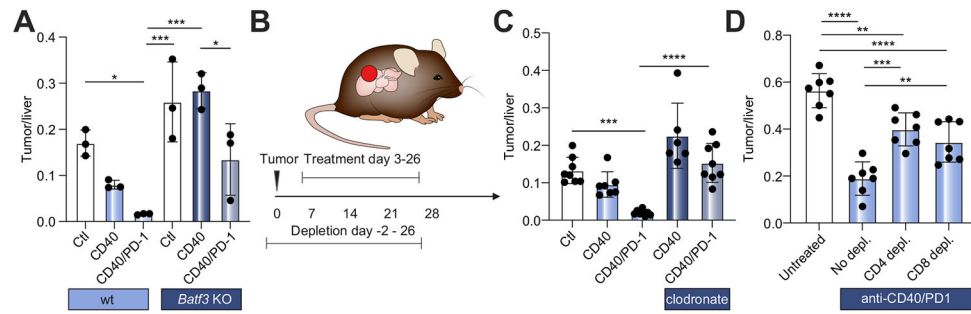 A
***
***
*
*
Tumor/liver
0.4
0.3
0.2
0.1
0.0
Ctl
CD40
CD40/PD-1
Ctl
CD40
CD40/PD-1
wt
Batf3 KO
B
Tumor Treatment day 3-26
0
7
14
21
28
Depletion day -2 - 26
C
****
***
Tumor/liver
0.5
0.4
0.3
0.2
0.1
0.0
Ctl
CD40
CD40/PD-1
CD40
CD40/PD-1
clodronate
D
****
**
****
***
**
Tumor/liver
0.8
0.6
0.4
0.2
0.0
Untreated
No depl.
CD4 depl.
CD8 depl.
anti-CD40/PD1